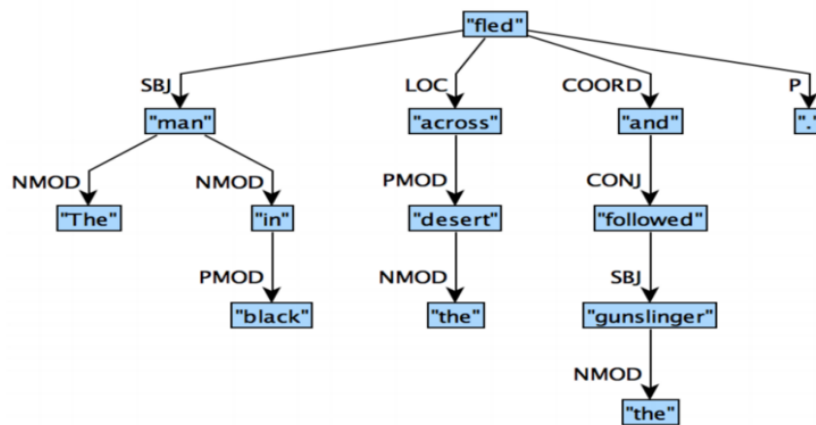 "fled"
SBJ LOC COORD P
"man" "across" "and" "."
NMOD NMOD PMOD CONJ
"The" "in" "desert" "followed"
PMOD NMOD SBJ
"black" "the" "gunslinger"
NMOD
"the"